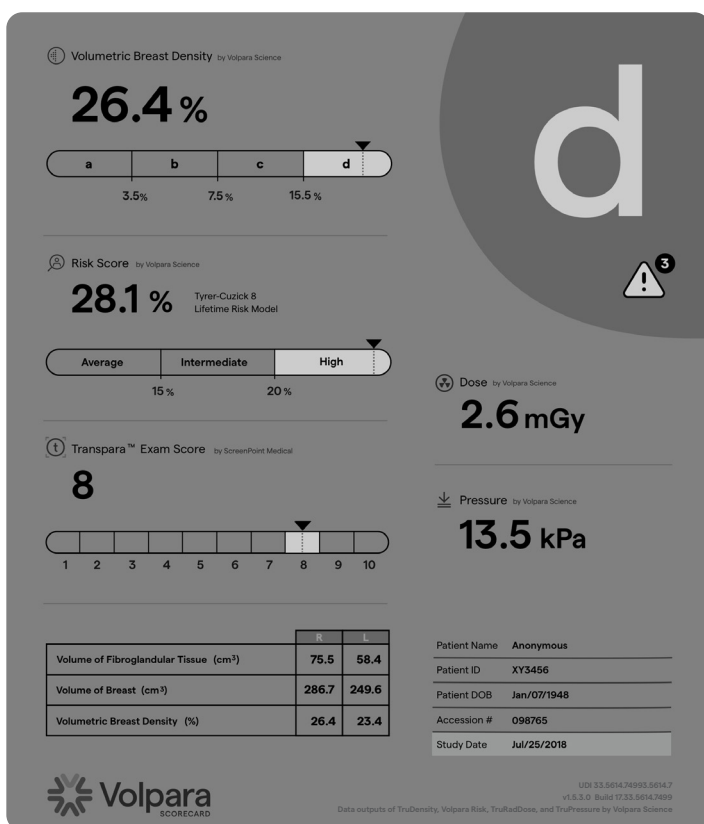 Volumetric Breast Density by Volpara Science
26.4 %
a b c d
3.5% 7.5% 15.5 %
d
3
Risk Score by Volpara Science
28.1 % Tyrer-Cuzick 8
Lifetime Risk Model
Average Intermediate High
15 % 20 %
t Transpara™ Exam Score by ScreenPoint Medical
8
1 2 3 4 5 6 7 8 9 10
Dose by Volpara Science
2.6 mGy
Pressure by Volpara Science
13.5 kPa
R L
Volume of Fibroglandular Tissue (cm³) 75.5 58.4
Volume of Breast (cm³) 286.7 249.6
Volumetric Breast Density (%) 26.4 23.4
Patient Name Anonymous
Patient ID XY3456
Patient DOB Jan/07/1948
Accession # 098765
Study Date Jul/25/2018
Volpara
SCORECARD
UDI 33.5614.74993.5614.7
v1.5.3.0 Build 17.33.5614.7499
Data outputs of TruDensity, Volpara Risk, TruRadDose, and TruPressure by Volpara Science